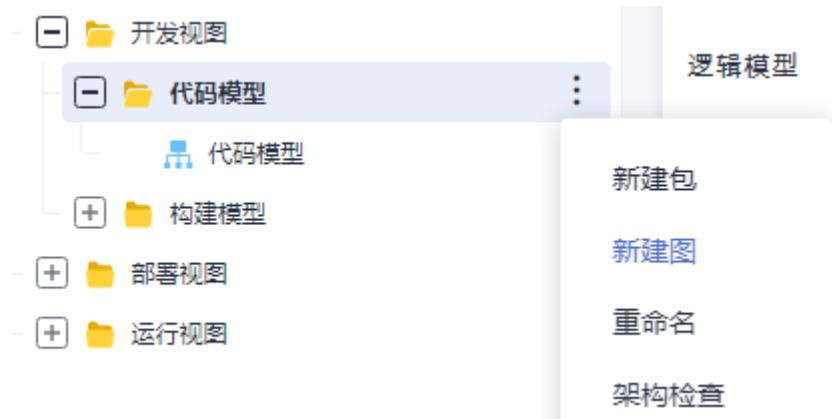 开发视图
代码模型
代码模型
构建模型
部署视图
运行视图
逻辑模型
新建包
新建图
重命名
架构检查